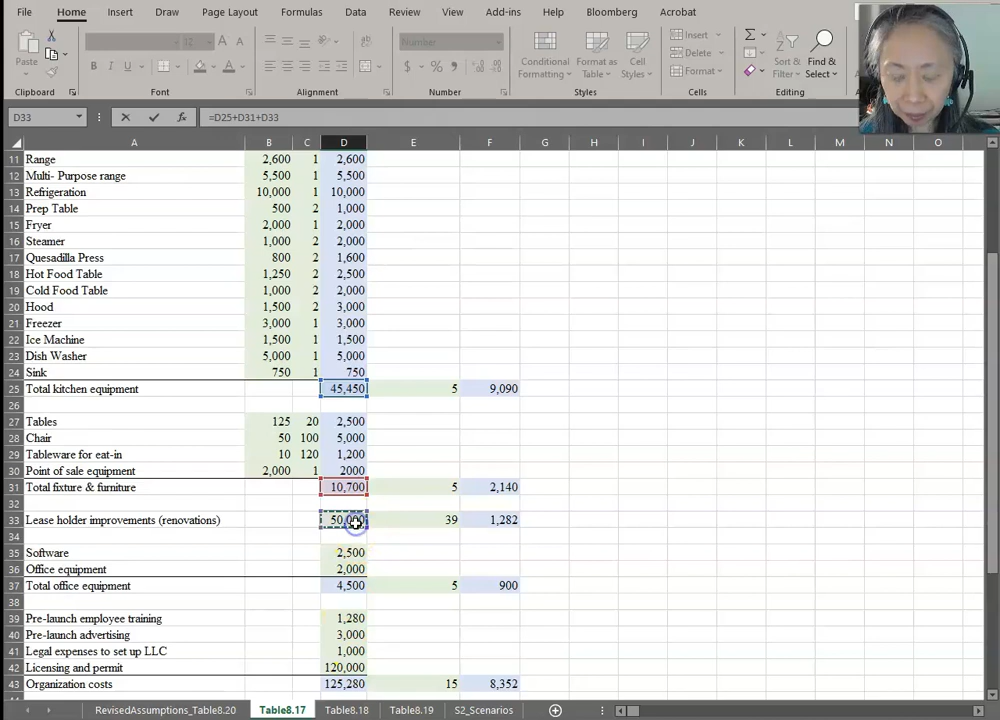 File Home Insert Draw Page Layout Formulas Data Review View Add-ins Help Bloomberg Acrobat
Paste
12 A A
B I U A
Number
$ % 9
Conditional Formatting
Format as Table
Cell Styles
Insert
Delete
Format
Sort & Filter
Find & Select
Clipboard Font Alignment Number Styles Cells Editing
D33 fx =D25+D31+D33
A B C D E F G H I J K L M N O
11 Range 2,600 1 2,600
12 Multi- Purpose range 5,500 1 5,500
13 Refrigeration 10,000 1 10,000
14 Prep Table 500 2 1,000
15 Fryer 2,000 1 2,000
16 Steamer 1,000 2 2,000
17 Quesadilla Press 800 2 1,600
18 Hot Food Table 1,250 2 2,500
19 Cold Food Table 1,000 2 2,000
20 Hood 1,500 2 3,000
21 Freezer 3,000 1 3,000
22 Ice Machine 1,500 1 1,500
23 Dish Washer 5,000 1 5,000
24 Sink 750 1 750
25 Total kitchen equipment 45,450 5 9,090
26
27 Tables 125 20 2,500
28 Chair 50 100 5,000
29 Tableware for eat-in 10 120 1,200
30 Point of sale equipment 2,000 1 2000
31 Total fixture & furniture 10,700 5 2,140
32
33 Lease holder improvements (renovations) 50,000 39 1,282
34
35 Software 2,500
36 Office equipment 2,000
37 Total office equipment 4,500 5 900
38
39 Pre-launch employee training 1,280
40 Pre-launch advertising 3,000
41 Legal expenses to set up LLC 1,000
42 Licensing and permit 120,000
43 Organization costs 125,280 15 8,352
RevisedAssumptions_Table8.20 Table8.17 Table8.18 Table8.19 S2_Scenarios